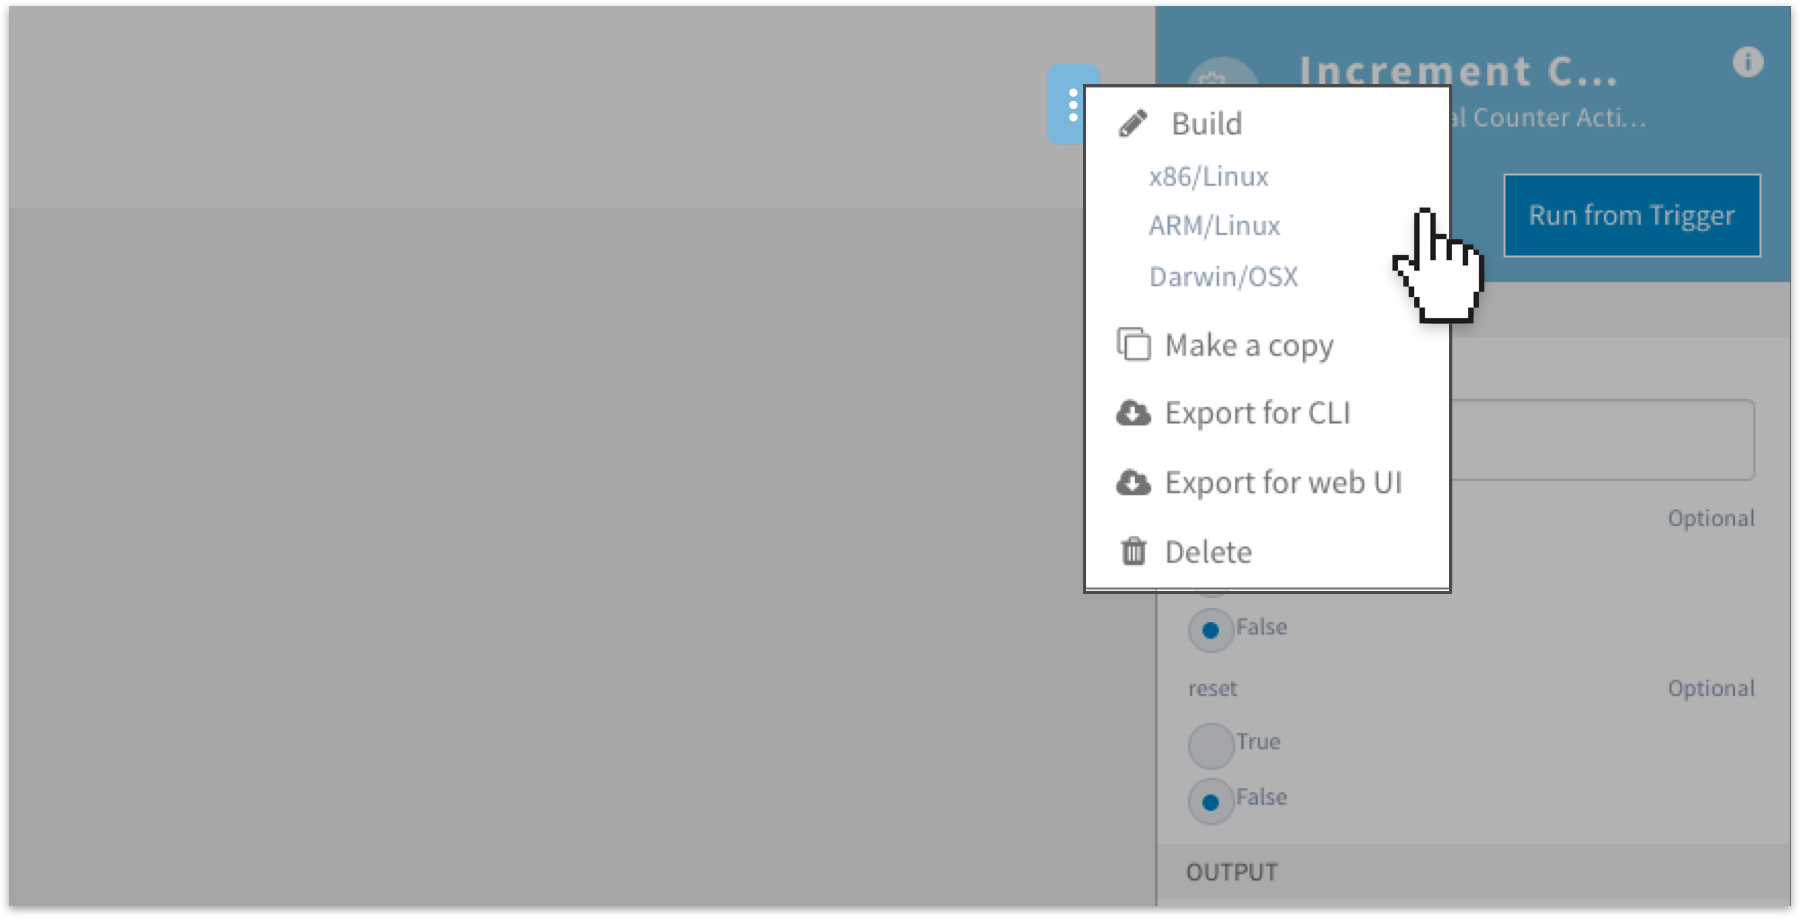 Increment C...
al Counter Acti...
Run from Trigger
Build
x86/Linux
ARM/Linux
Darwin/OSX
Make a copy
Export for CLI
Export for web UI
Delete
Optional
False
reset Optional
True
False
OUTPUT